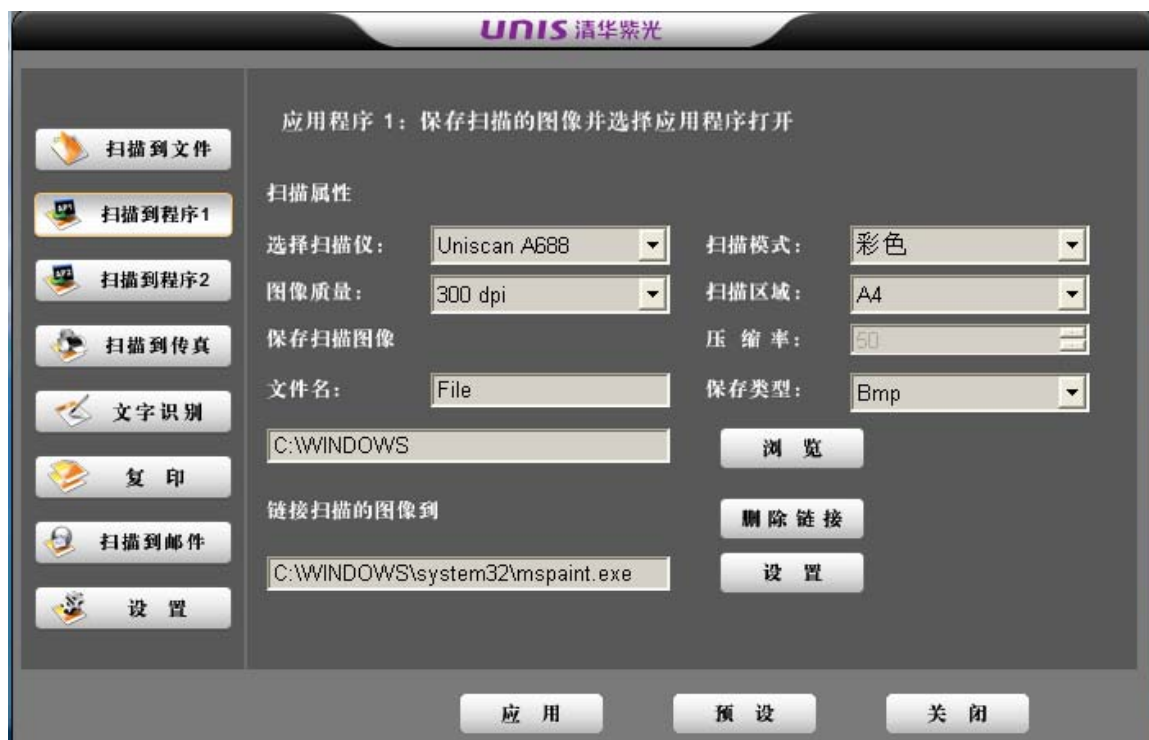 UNIS 清华紫光
扫描到文件
扫描到程序1
扫描到程序2
扫描到传真
文字识别
复 印
扫描到邮件
设 置
应用程序 1：保存扫描的图像并选择应用程序打开
扫描属性
选择扫描仪： Uniscan A688 扫描模式： 彩色
图像质量： 300 dpi 扫描区域： A4
保存扫描图像 压 缩 率： 50
文件名： File 保存类型： Bmp
C:\WINDOWS 浏 览
链接扫描的图像到 删除链接
C:\WINDOWS\system32\mspaint.exe 设 置
应 用 预 设 关 闭